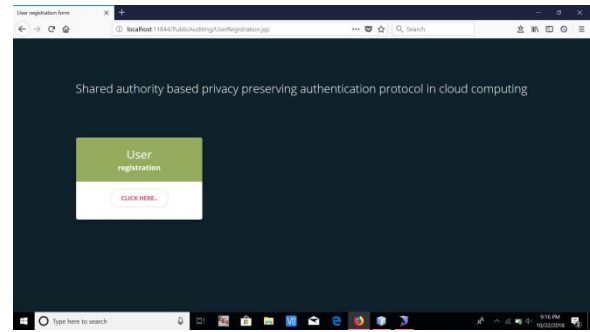 User registration form
localhost:11844/PublicAuditing/UserRegistration.jsp
Search
Shared authority based privacy preserving authentication protocol in cloud computing
User
registration
CLICK HERE..
Type here to search
9:16 PM
10/22/2018